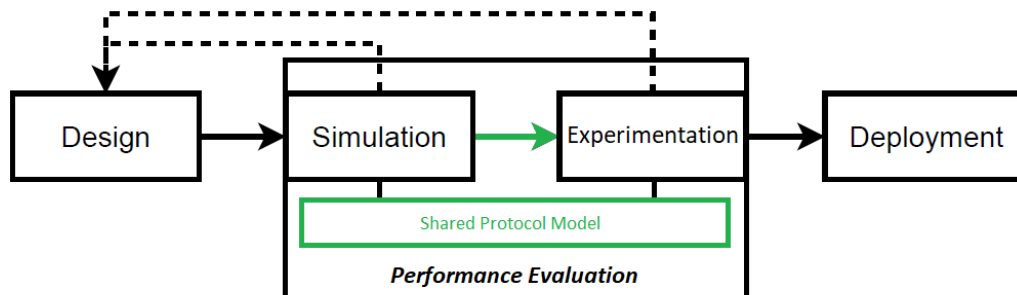 Design
Simulation
Experimentation
Deployment
Shared Protocol Model
Performance Evaluation